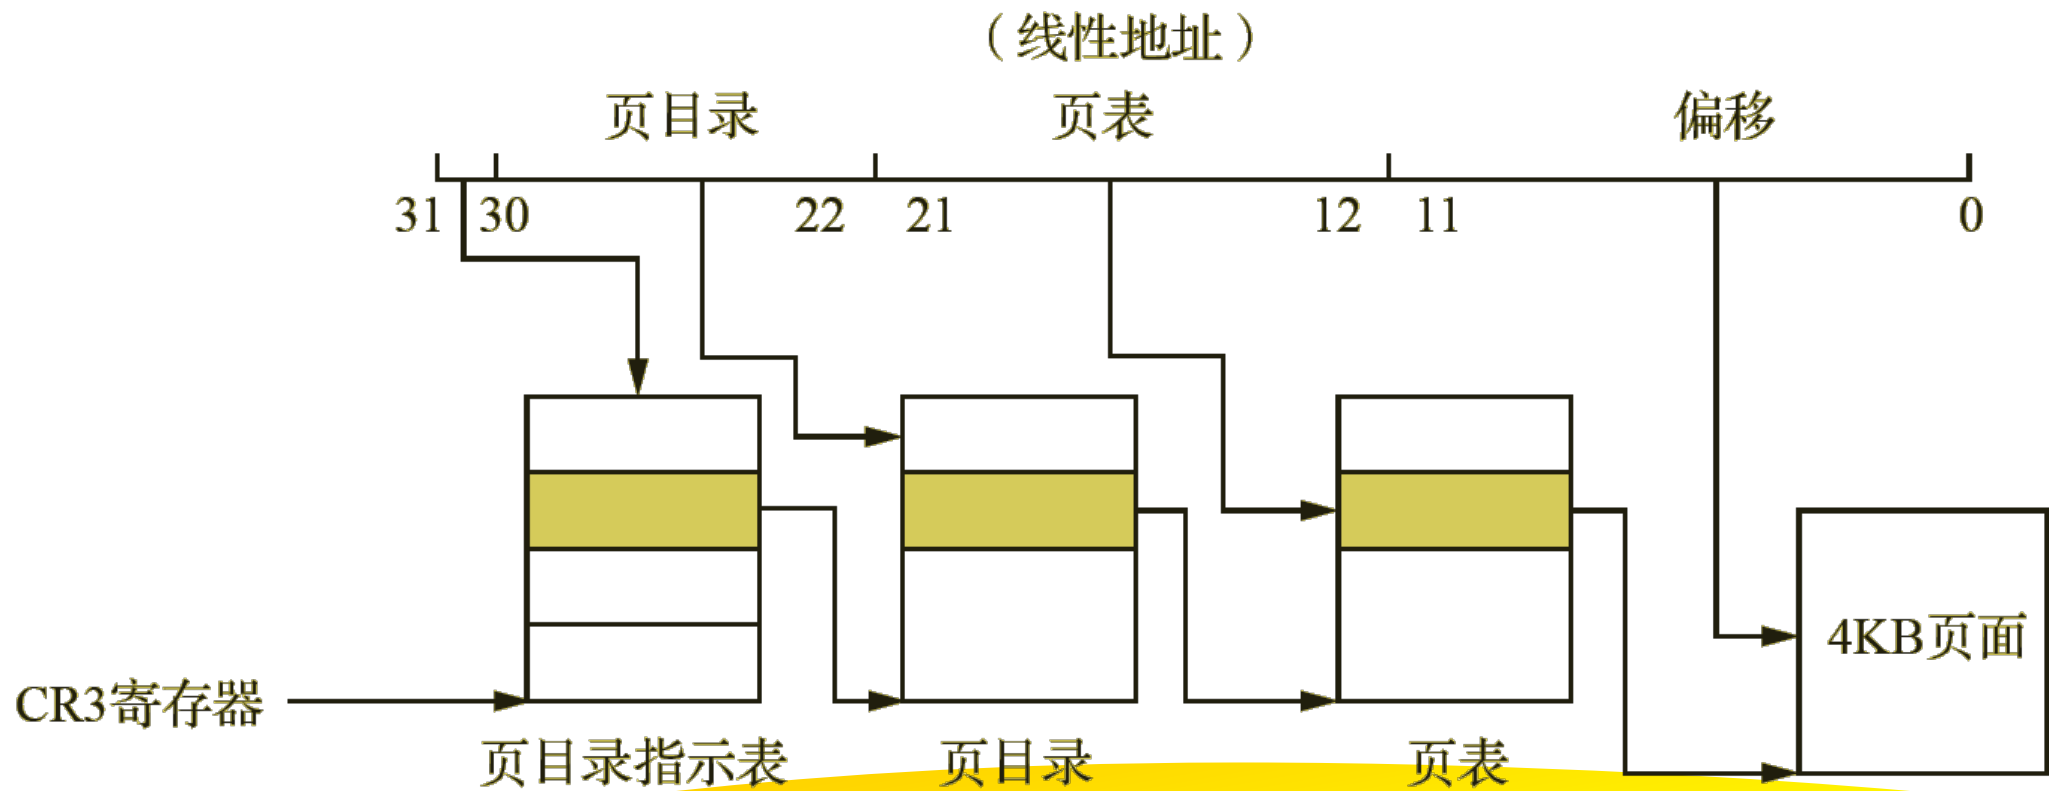 （线性地址）
页目录 页表 偏移
31 30 22 21 12 11 0
4KB页面
CR3寄存器
页目录指示表 页目录 页表